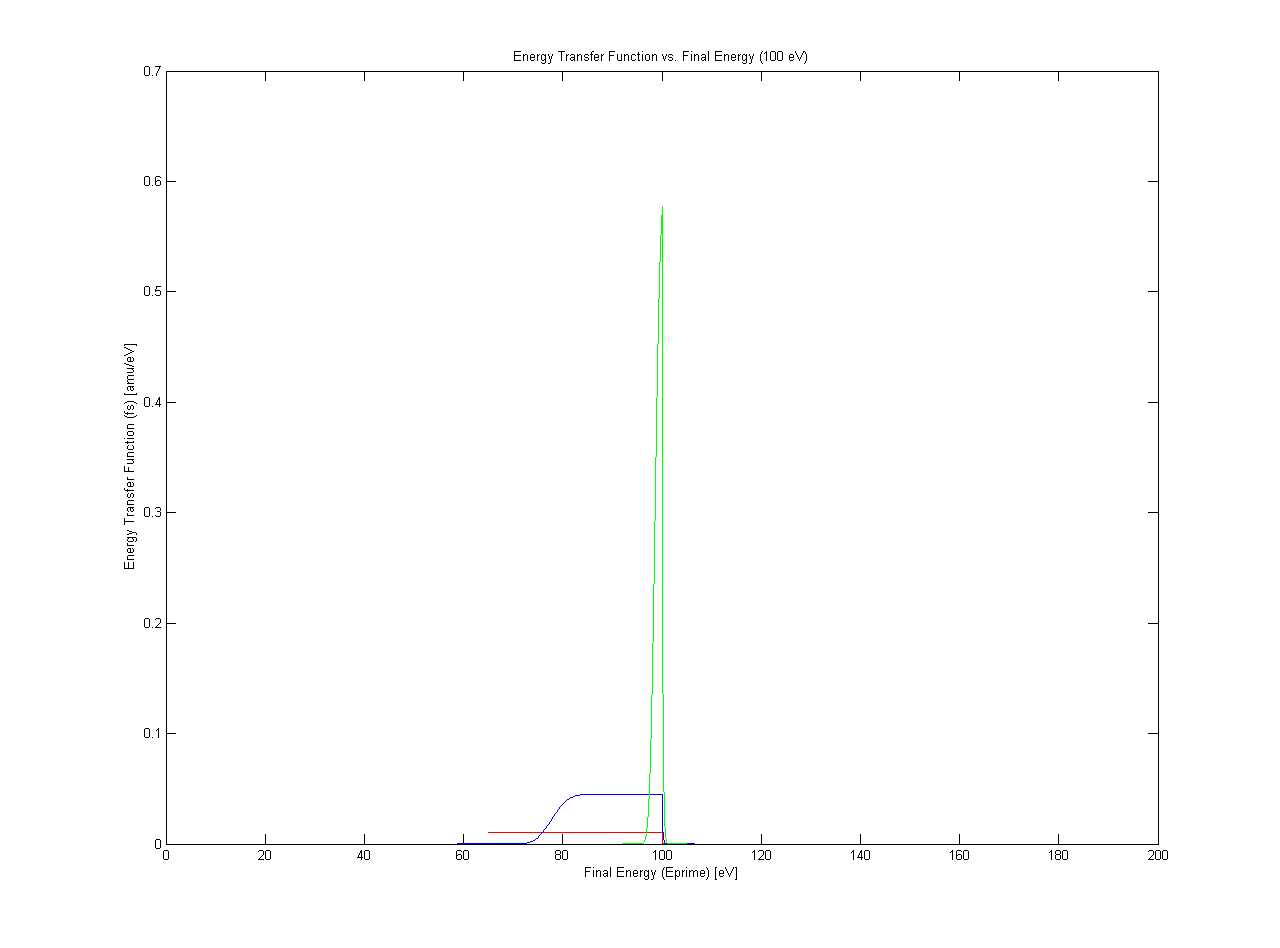 Energy Transfer Function vs. Final Energy (100 eV)
0.7
0.6
0.5
0.4
0.3
0.2
0.1
0
Energy Transfer Function (fs) [amu/eV]
0 20 40 60 80 100 120 140 160 180 200
Final Energy (Eprime) [eV]